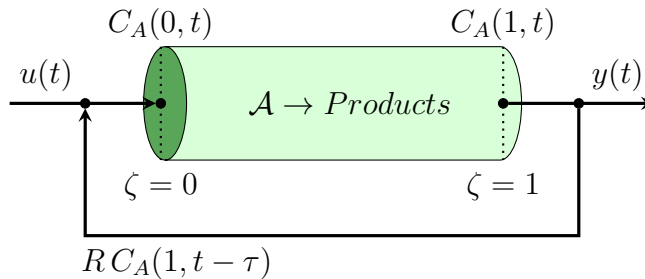 C_A(0, t) C_A(1, t)
u(t) y(t)
𝒜 → Products
ζ = 0 ζ = 1
R C_A(1, t − τ)